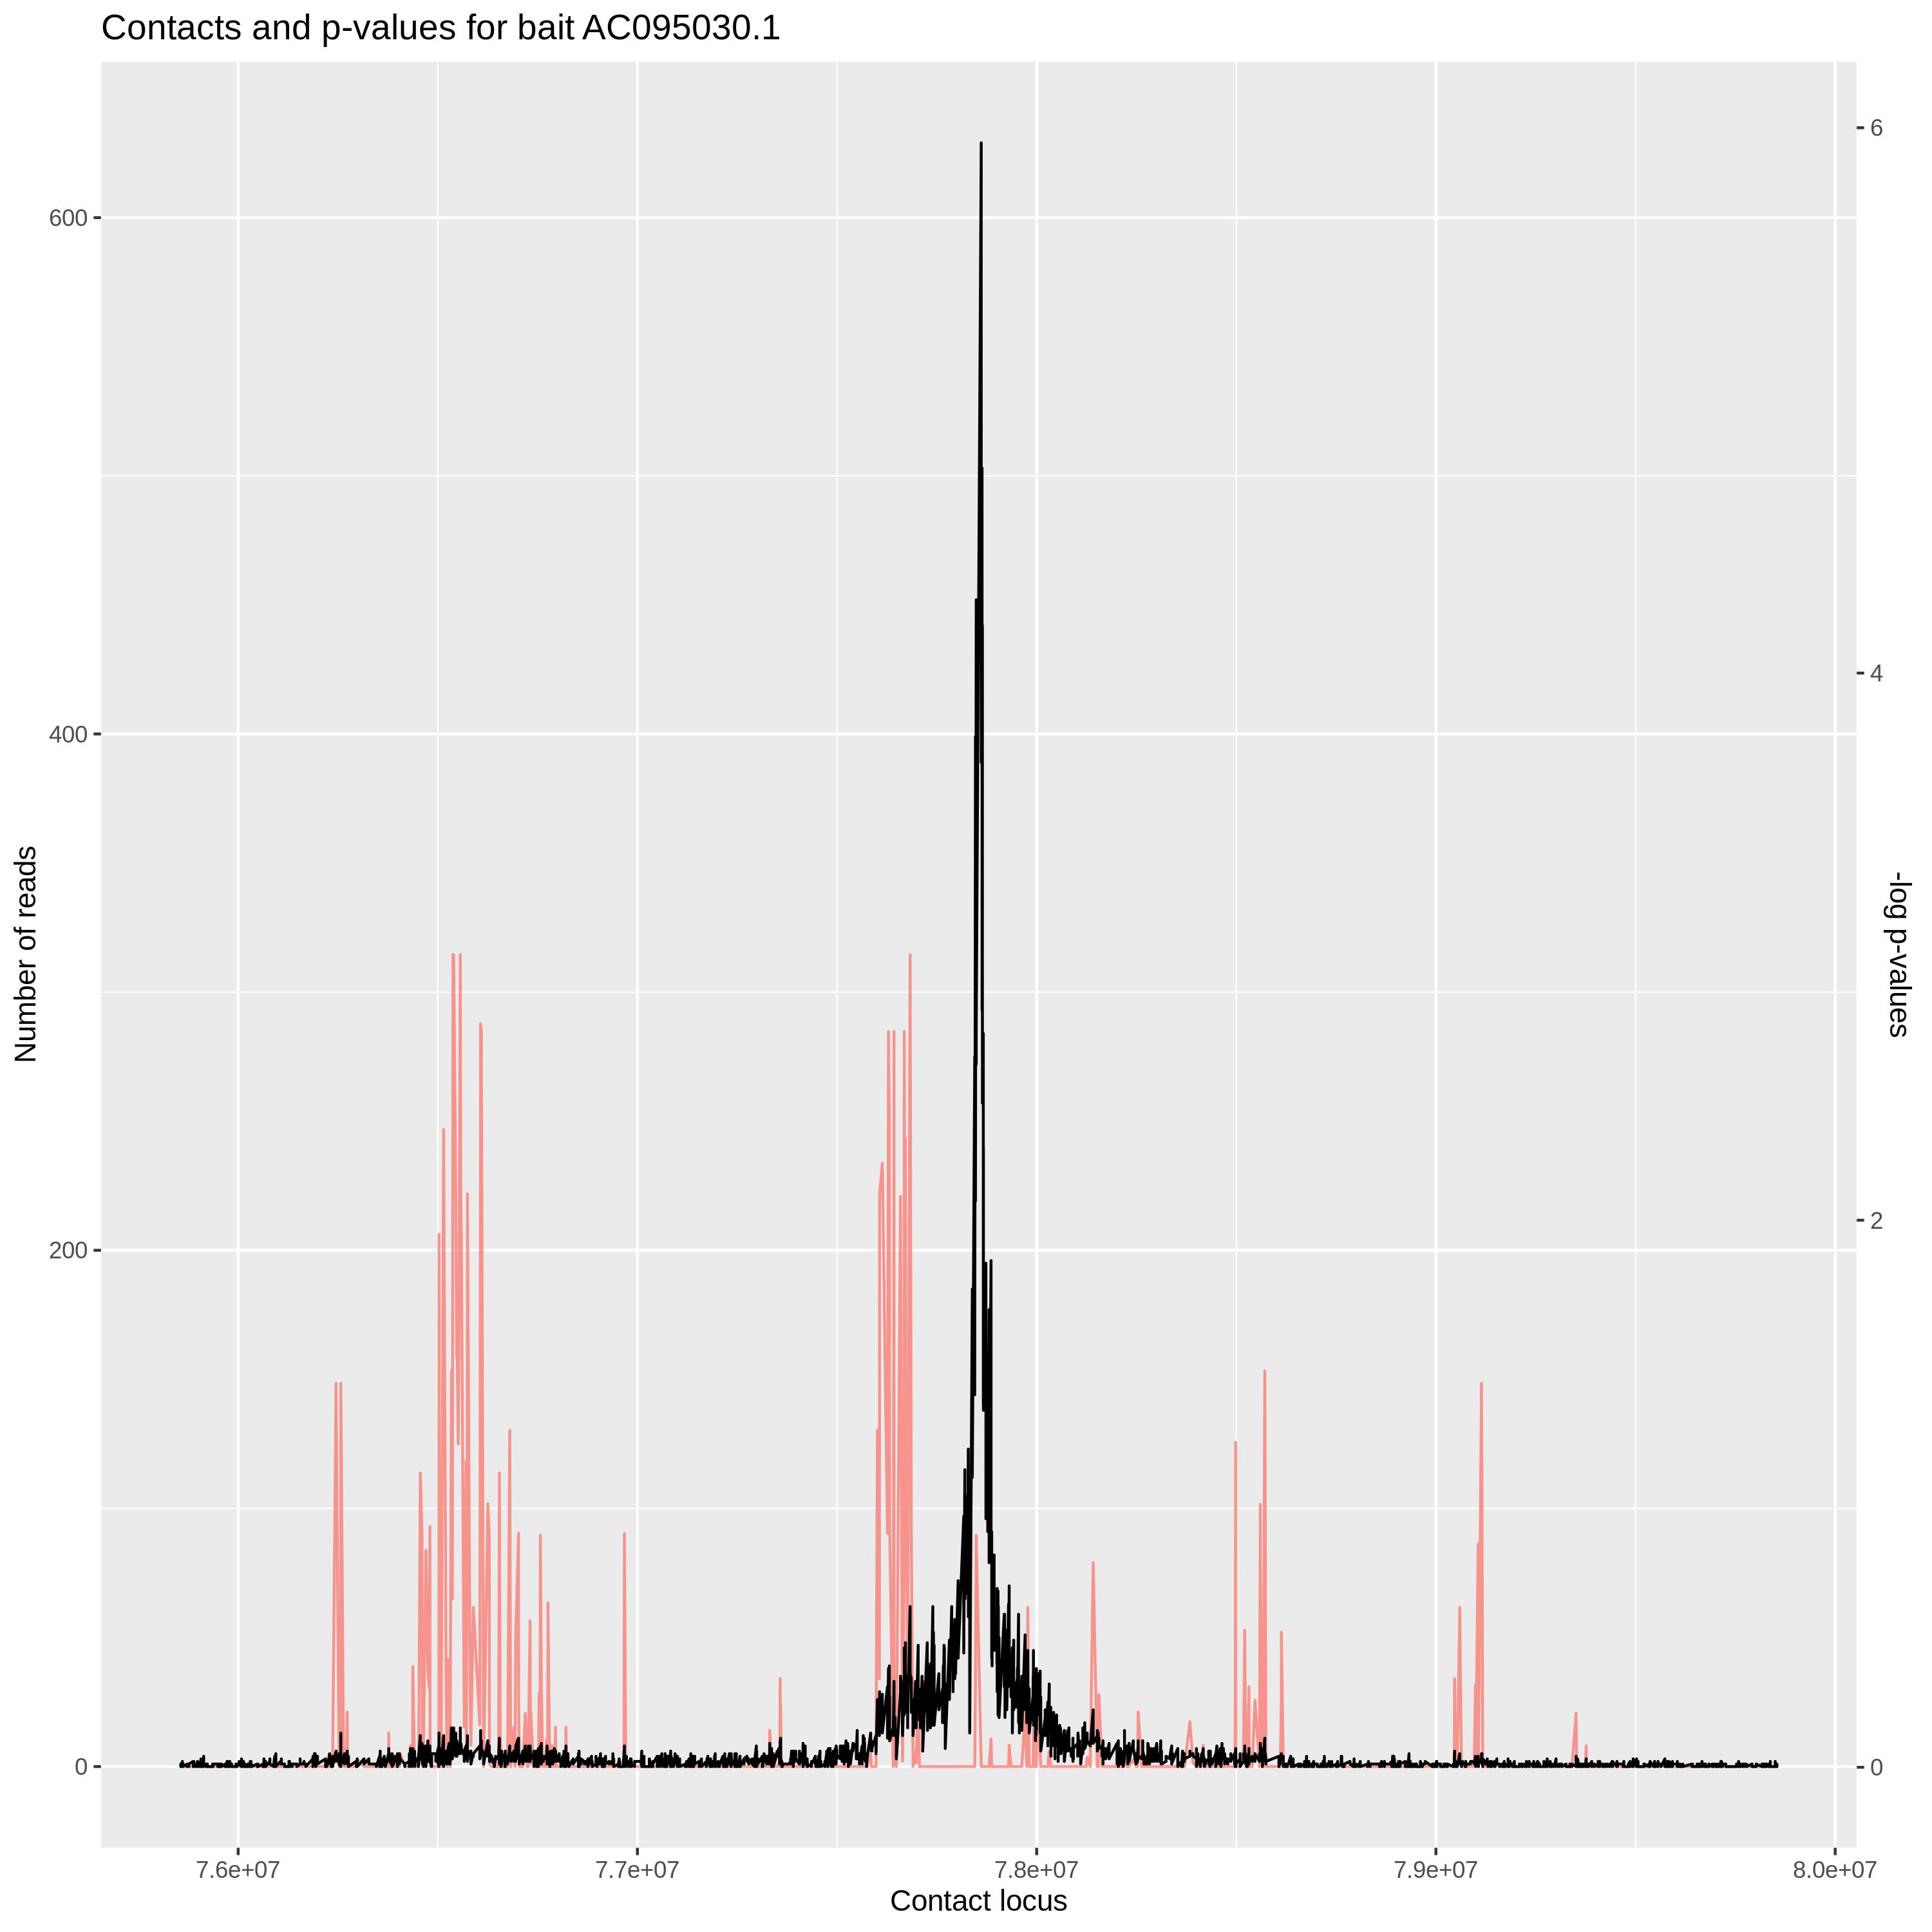 Contacts and p-values for bait AC095030.1
600
400
200
0
Number of reads
6
4
2
0
-log p-values
7.6e+07
7.7e+07
7.8e+07
7.9e+07
8.0e+07
Contact locus